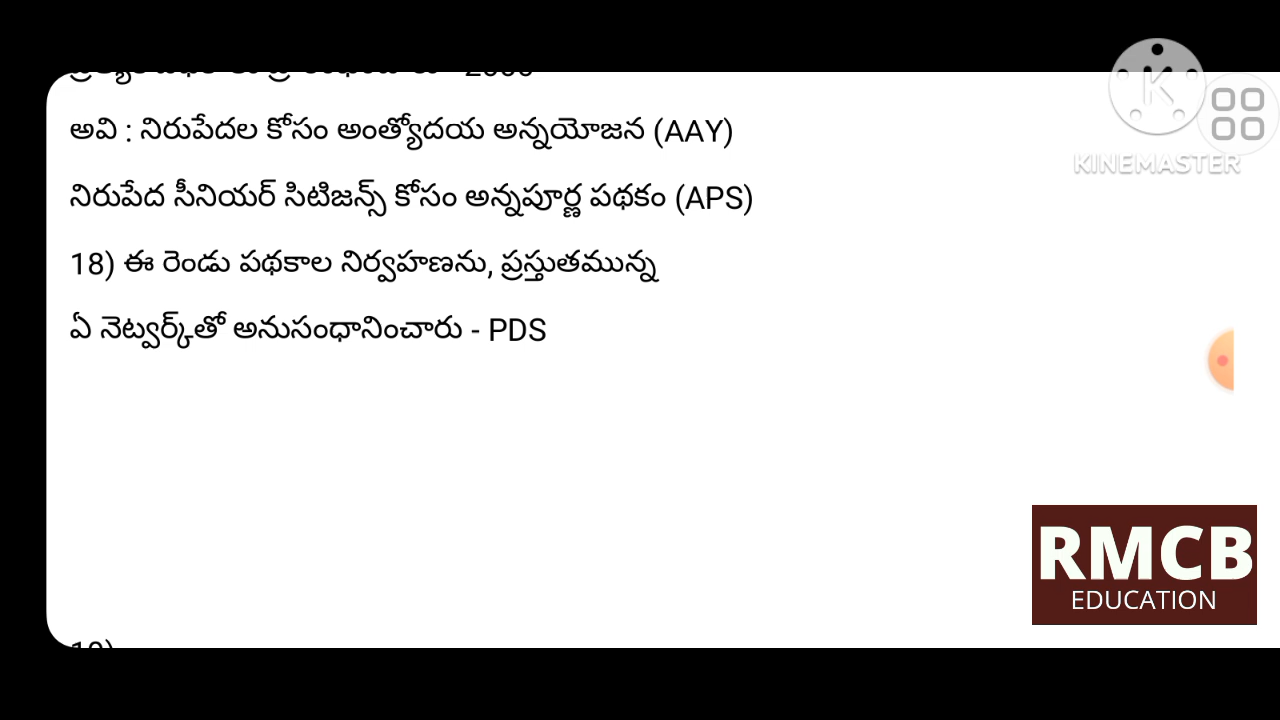 అవి : నిరుపేదల కోసం అంత్యోదయ అన్నయోజన (AAY)
నిరుపేద సీనియర్ సిటిజన్స్ కోసం అన్నపూర్ణ పథకం (APS)
18) ఈ రెండు పథకాల నిర్వహణను, ప్రస్తుతమున్న
ఏ నెట్వర్క్‌తో అనుసంధానించారు - PDS
KINEMASTER
RMCB
EDUCATION